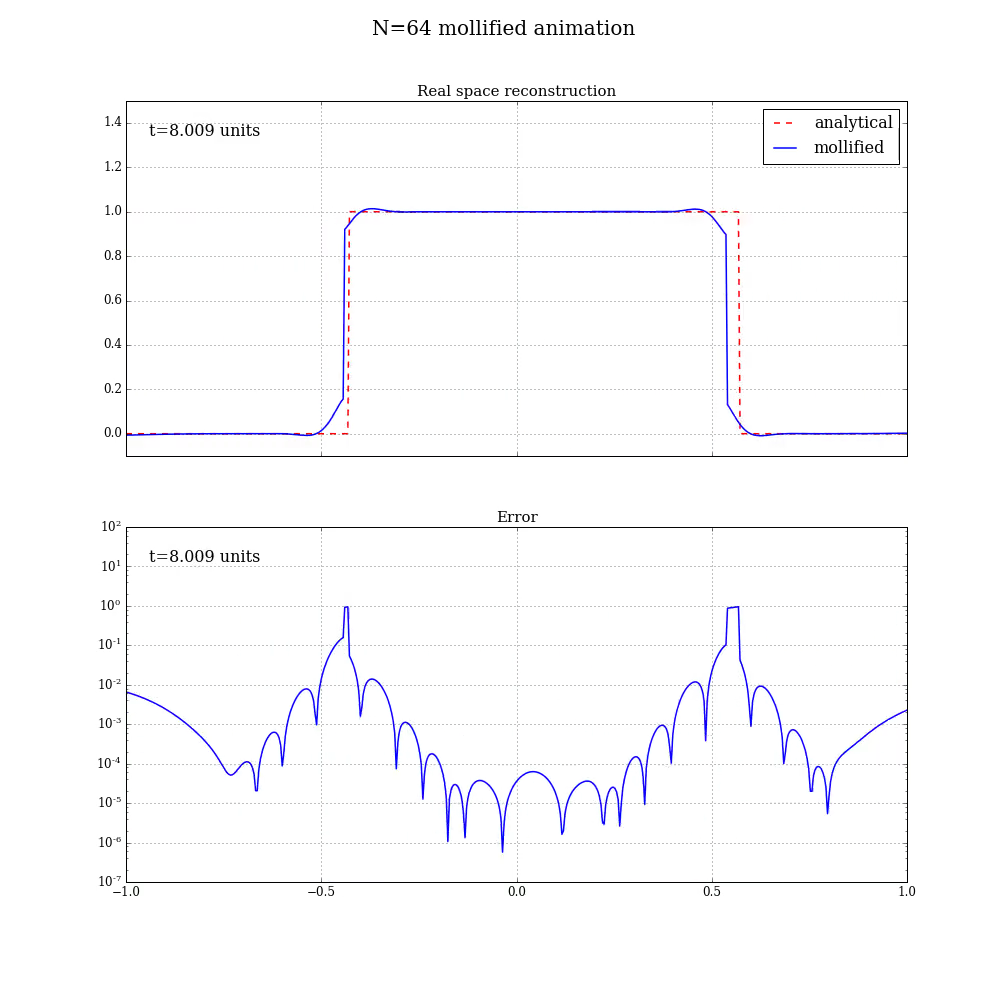 N=64 mollified animation
Real space reconstruction
t=8.009 units
analytical
mollified
1.4
1.2
1.0
0.8
0.6
0.4
0.2
0.0
Error
t=8.009 units
10²
10¹
10⁰
10⁻¹
10⁻²
10⁻³
10⁻⁴
10⁻⁵
10⁻⁶
10⁻⁷
−1.0 −0.5 0.0 0.5 1.0